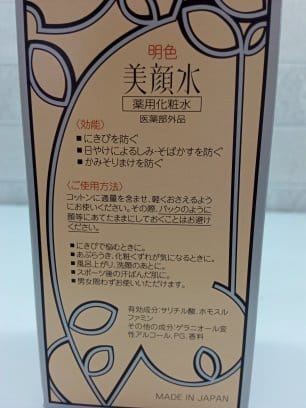 明色
美顔水
薬用化粧水
医薬部外品
〈効能〉
■にきびを防ぐ
■日やけによるしみ・そばかすを防ぐ
■かみそりまけを防ぐ
〈ご使用方法〉
コットンに適量を含ませ、軽くおさえるよう
にお使いください。その際、パックのように
顔等にあてたままにしておくことはお避け
ください。
■にきびで悩むときに。
■あぶらうき、化粧くずれが気になるときに。
■風呂上がり、洗顔のあとに。
■スポーツ後の汗ばんだ肌に。
■男女問わずお使いいただけます。
有効成分:サリチル酸、ホモスル
ファミン
その他の成分:ゲラニオール変
性アルコール、PG、香料
MADE IN JAPAN